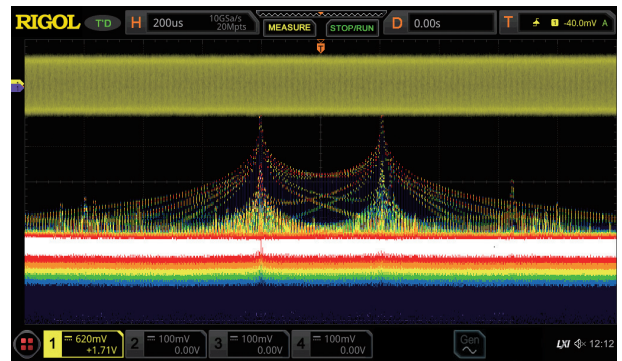 RIGOL T'D H 200us 10GSa/s 20Mpts MEASURE STOP/RUN D 0.00s T 1 -40.0mV A
T
1 620mV +1.71V 2 100mV 0.00V 3 100mV 0.00V 4 100mV 0.00V Gen LXI 12:12